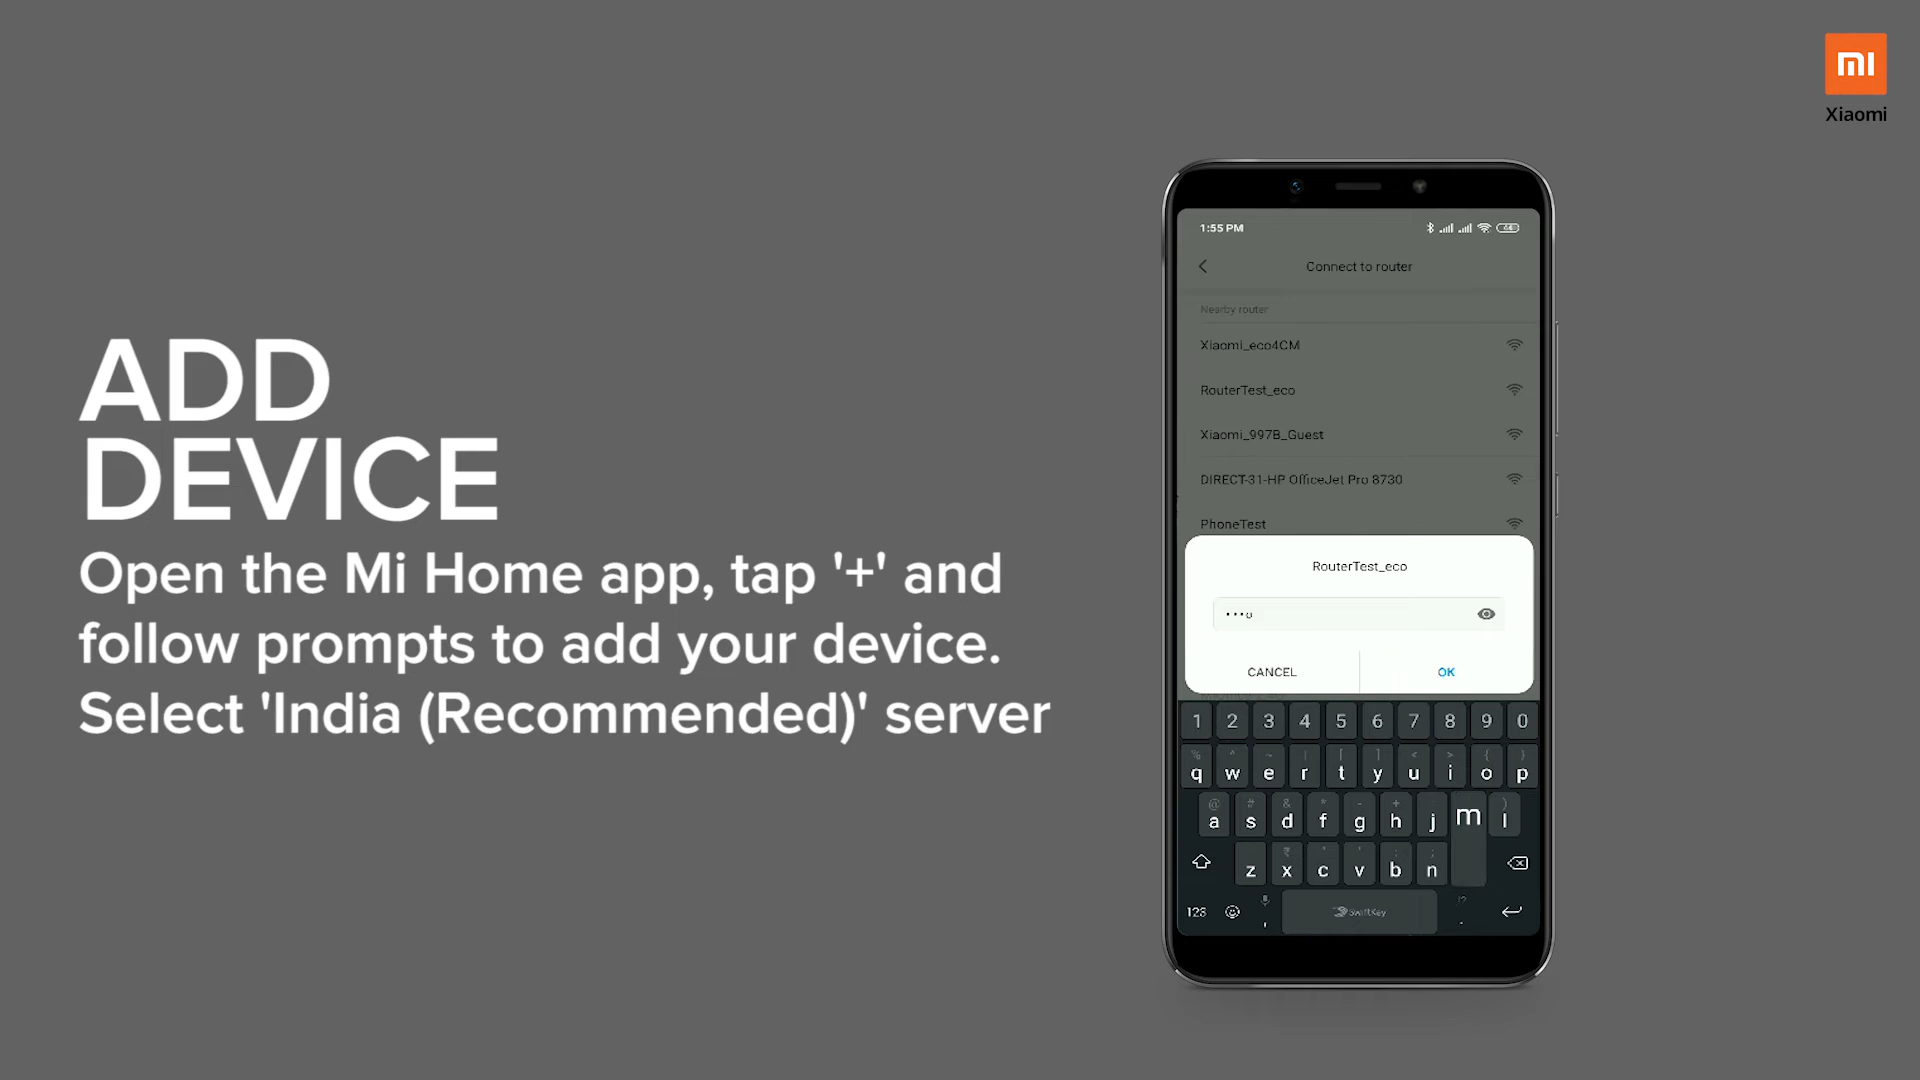 mi
Xiaomi
ADD
DEVICE
Open the Mi Home app, tap '+' and
follow prompts to add your device.
Select 'India (Recommended)' server
1:55 PM
Connect to router
Nearby router
Xiaomi_eco4CM
RouterTest_eco
Xiaomi_997B_Guest
DIRECT-31-HP OfficeJet Pro 8730
PhoneTest
RouterTest_eco
•••o
CANCEL OK
1 2 3 4 5 6 7 8 9 0
q w e r t y u i o p
a s d f g h j m l
z x c v b n
123 SwiftKey